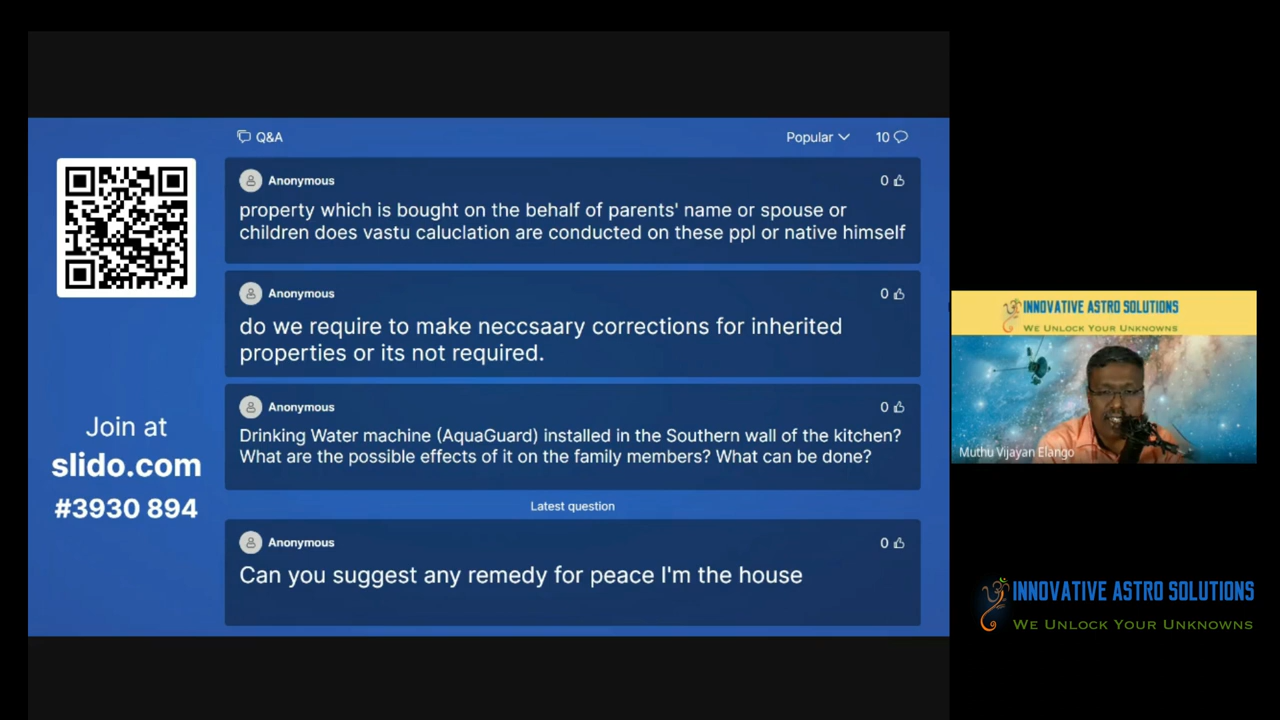 Q&A
Popular
10
Anonymous
0
property which is bought on the behalf of parents' name or spouse or
children does vastu caluclation are conducted on these ppl or native himself
Anonymous
0
do we require to make neccsaary corrections for inherited
properties or its not required.
Anonymous
0
Drinking Water machine (AquaGuard) installed in the Southern wall of the kitchen?
What are the possible effects of it on the family members? What can be done?
Latest question
Anonymous
0
Can you suggest any remedy for peace I'm the house
Join at
slido.com
#3930 894
INNOVATIVE ASTRO SOLUTIONS
WE UNLOCK YOUR UNKNOWNS
Muthu Vijayan Elango
INNOVATIVE ASTRO SOLUTIONS
WE UNLOCK YOUR UNKNOWNS